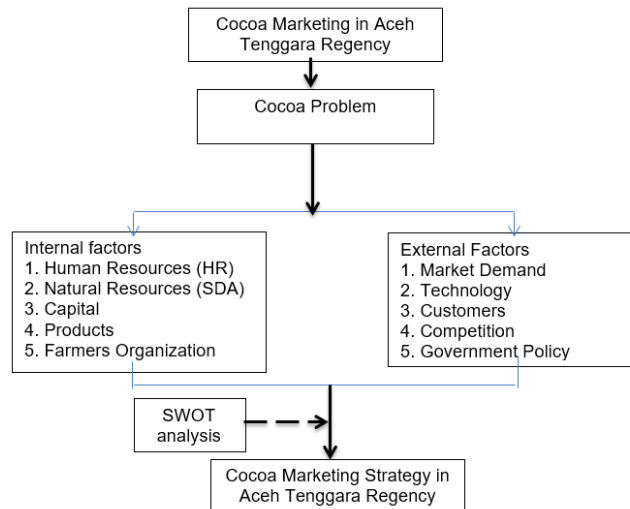 Cocoa Marketing in Aceh
Tenggara Regency
Cocoa Problem
Internal factors
1. Human Resources (HR)
2. Natural Resources (SDA)
3. Capital
4. Products
5. Farmers Organization
External Factors
1. Market Demand
2. Technology
3. Customers
4. Competition
5. Government Policy
SWOT
analysis
Cocoa Marketing Strategy in
Aceh Tenggara Regency